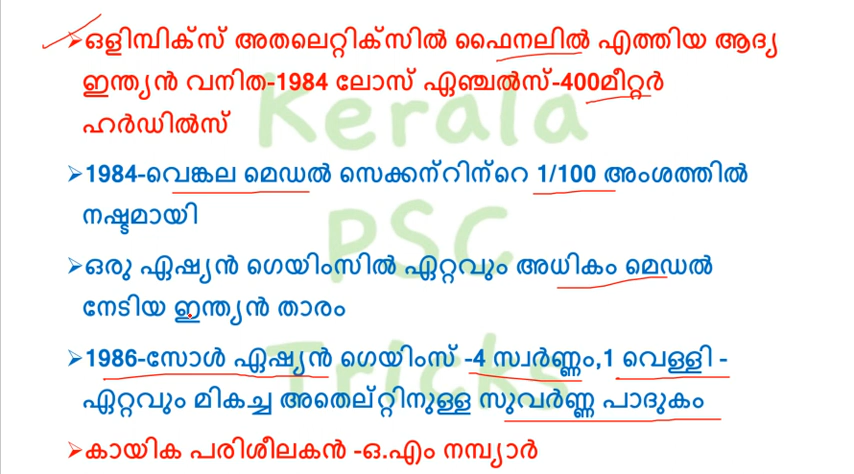 ➤ഒളിമ്പിക്സ് അതലെറ്റിക്സിൽ ഫൈനലിൽ എത്തിയ ആദ്യ
ഇന്ത്യൻ വനിത-1984 ലോസ് ഏഞ്ചൽസ്-400മീറ്റർ
ഹർഡിൽസ്
➤1984-വെങ്കല മെഡൽ സെക്കന്റിന്റെ 1/100 അംശത്തിൽ
നഷ്ടമായി
➤ഒരു ഏഷ്യൻ ഗെയിംസിൽ ഏറ്റവും അധികം മെഡൽ
നേടിയ ഇന്ത്യൻ താരം
➤1986-സോൾ ഏഷ്യൻ ഗെയിംസ് -4 സ്വർണ്ണം,1 വെള്ളി -
ഏറ്റവും മികച്ച അതെല്റ്റിനുള്ള സുവർണ്ണ പാദുകം
➤കായിക പരിശീലകൻ -ഒ.എം നമ്പ്യാർ
Kerala
PSC
Tricks